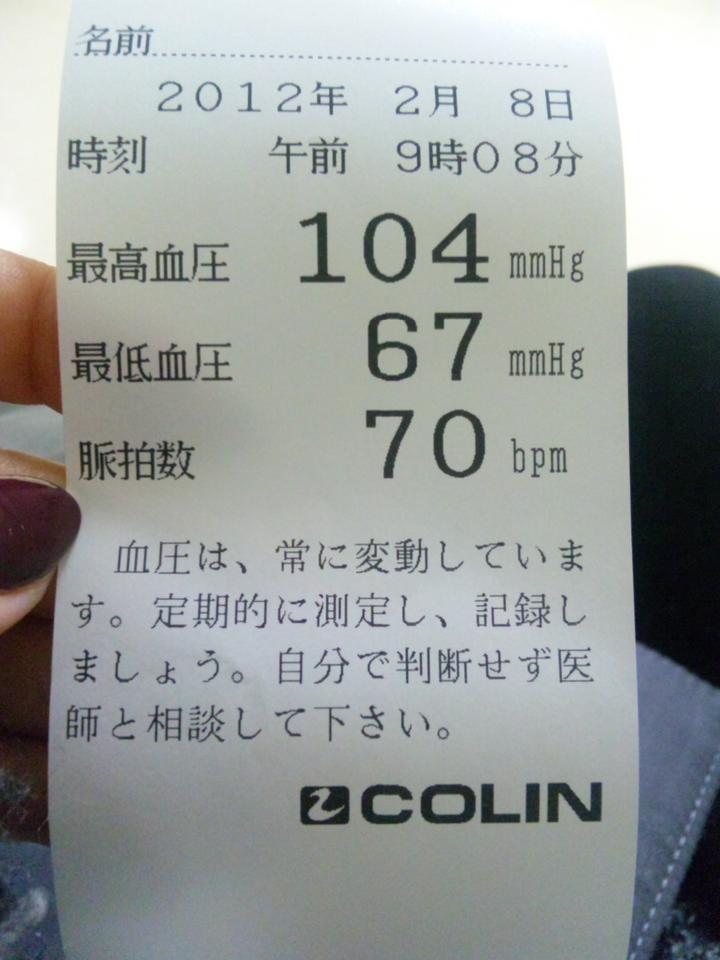 名前
2012年 2月 8日
時刻 午前 9時08分
最高血圧 104 mmHg
最低血圧 67 mmHg
脈拍数 70 bpm
血圧は、常に変動していま
す。定期的に測定し、記録し
ましょう。自分で判断せず医
師と相談して下さい。
COLIN